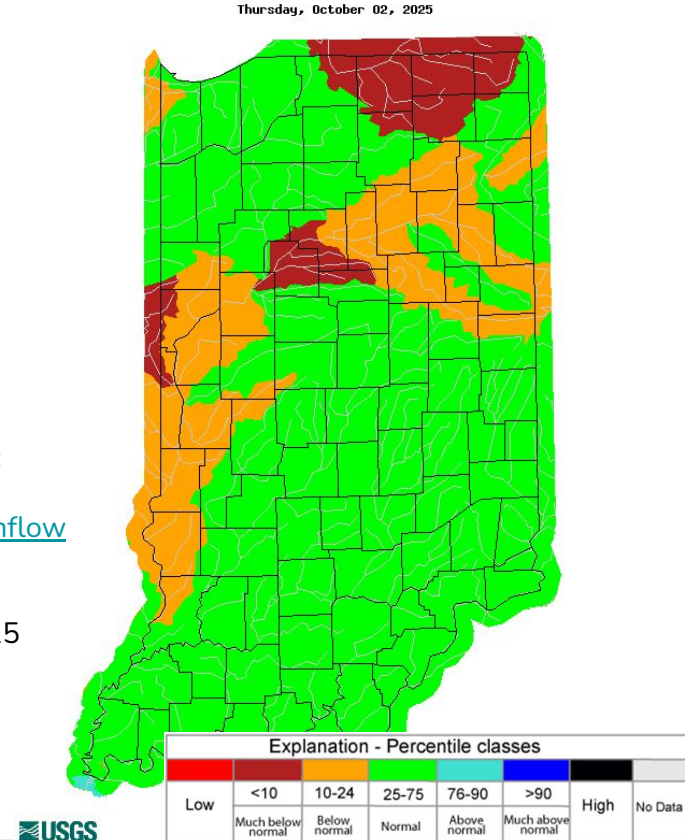 Thursday, October 02, 2025
nflow
5
Explanation - Percentile classes
Low
<10
10-24
25-75
76-90
>90
High
No Data
Much below normal
Below normal
Normal
Above normal
Much above normal
USGS